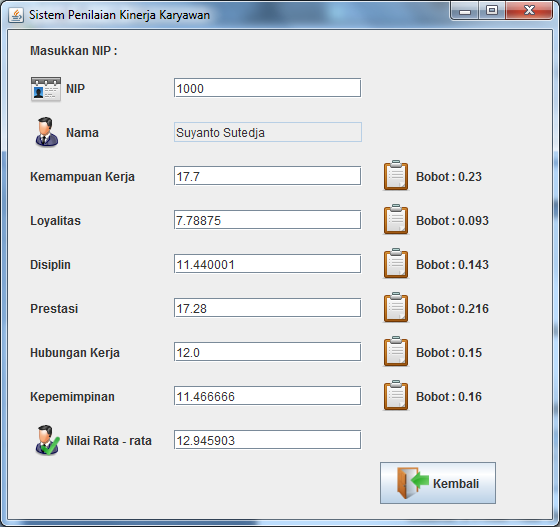 Sistem Penilaian Kinerja Karyawan
Masukkan NIP :
NIP 1000
Nama Suyanto Sutedja
Kemampuan Kerja 17.7 Bobot : 0.23
Loyalitas 7.78875 Bobot : 0.093
Disiplin 11.440001 Bobot : 0.143
Prestasi 17.28 Bobot : 0.216
Hubungan Kerja 12.0 Bobot : 0.15
Kepemimpinan 11.466666 Bobot : 0.16
Nilai Rata - rata 12.945903
Kembali